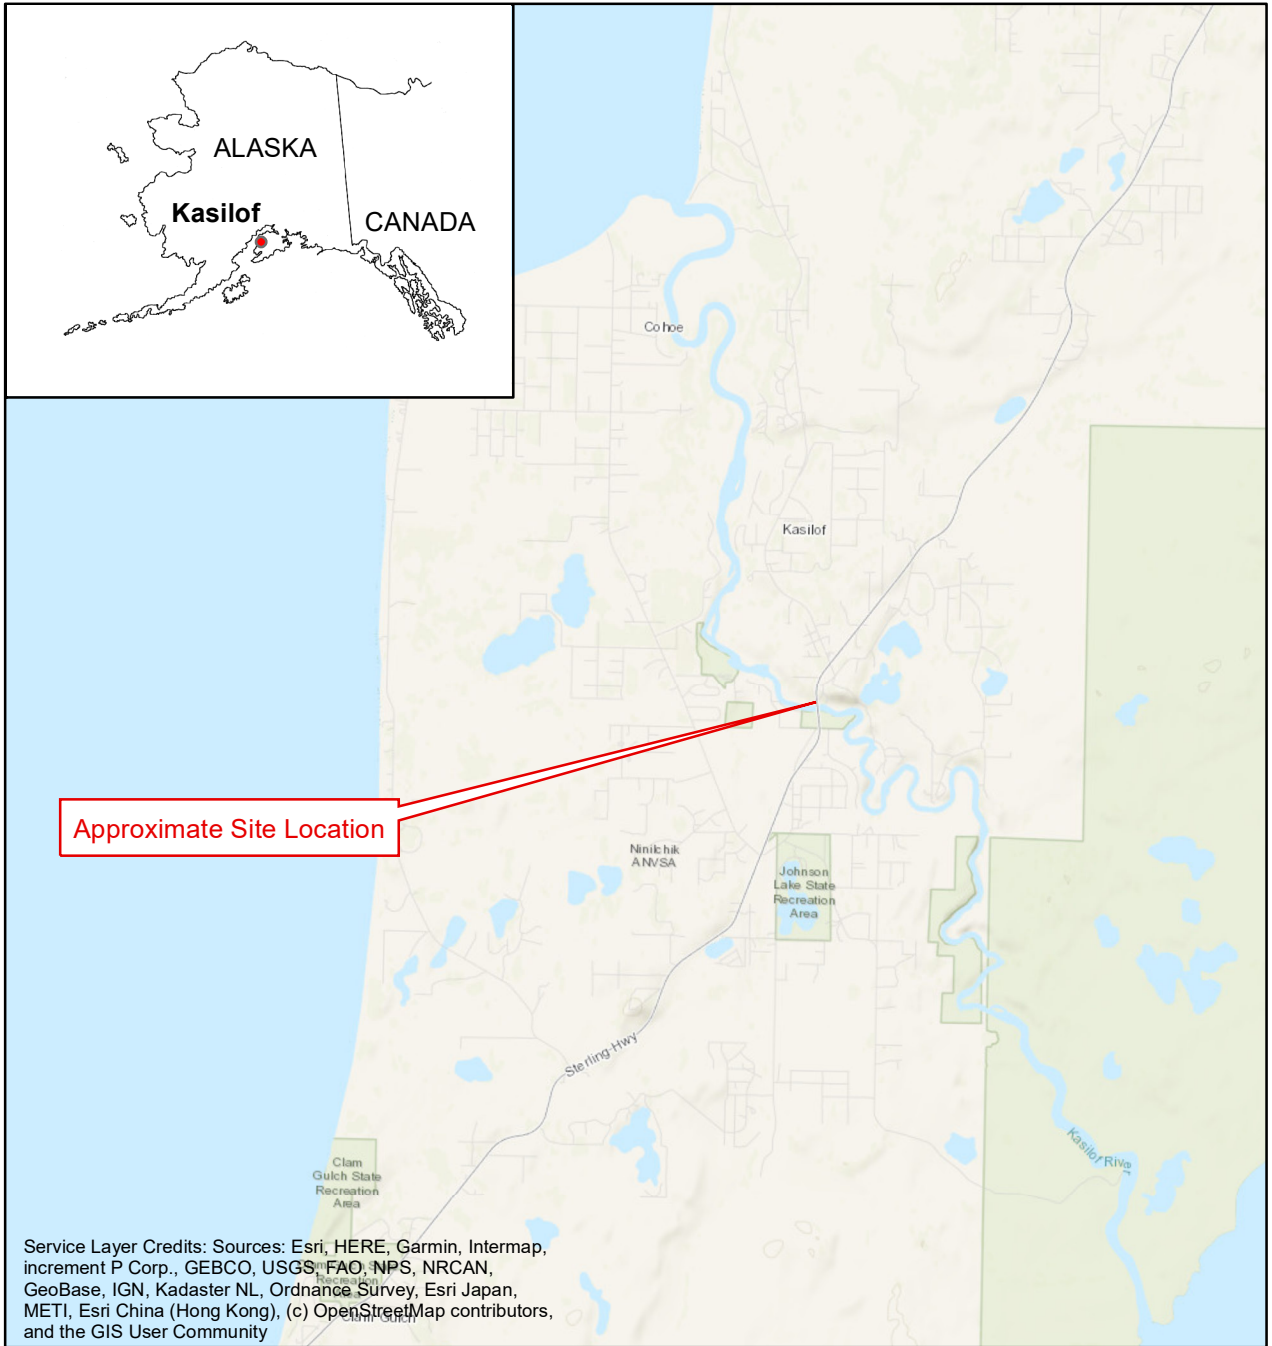 ALASKA
Kasilof
CANADA
Cohoe
Kasilof
Approximate Site Location
Ninilchik
ANVSA
Johnson
Lake State
Recreation
Area
Sterling Hwy
Kasilof River
Clam
Gulch State
Recreation
Area
Service Layer Credits: Sources: Esri, HERE, Garmin, Intermap,
increment P Corp., GEBCO, USGS, FAO, NPS, NRCAN,
GeoBase, IGN, Kadaster NL, Ordnance Survey, Esri Japan,
METI, Esri China (Hong Kong), (c) OpenStreetMap contributors,
and the GIS User Community
Recreation
Clam Gulch